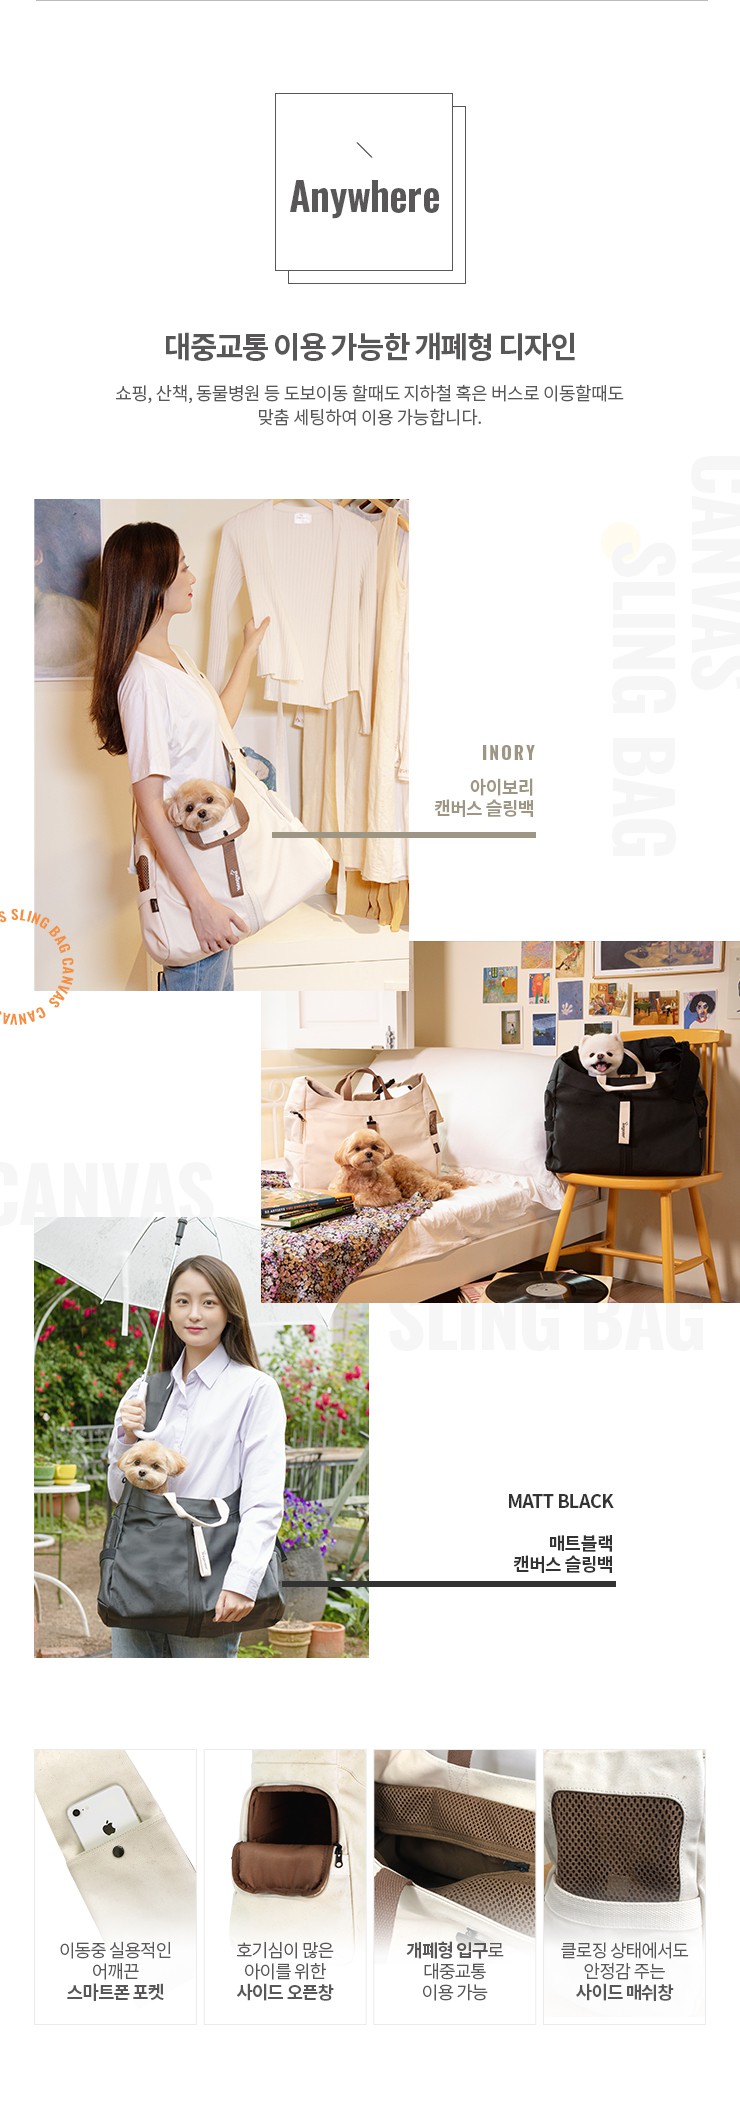 Anywhere
대중교통 이용 가능한 개폐형 디자인
쇼핑, 산책, 동물병원 등 도보이동 할때도 지하철 혹은 버스로 이동할때도
맞춤 세팅하여 이용 가능합니다.
CANVAS
SLING BAG
INORY
아이보리
캔버스 슬링백
S SLING BAG CANVAS CANVA
CANVAS
SLING BAG
MATT BLACK
매트블랙
캔버스 슬링백
이동중 실용적인
어깨끈
스마트폰 포켓
호기심이 많은
아이를 위한
사이드 오픈창
개폐형 입구로
대중교통
이용 가능
클로징 상태에서도
안정감 주는
사이드 매쉬창